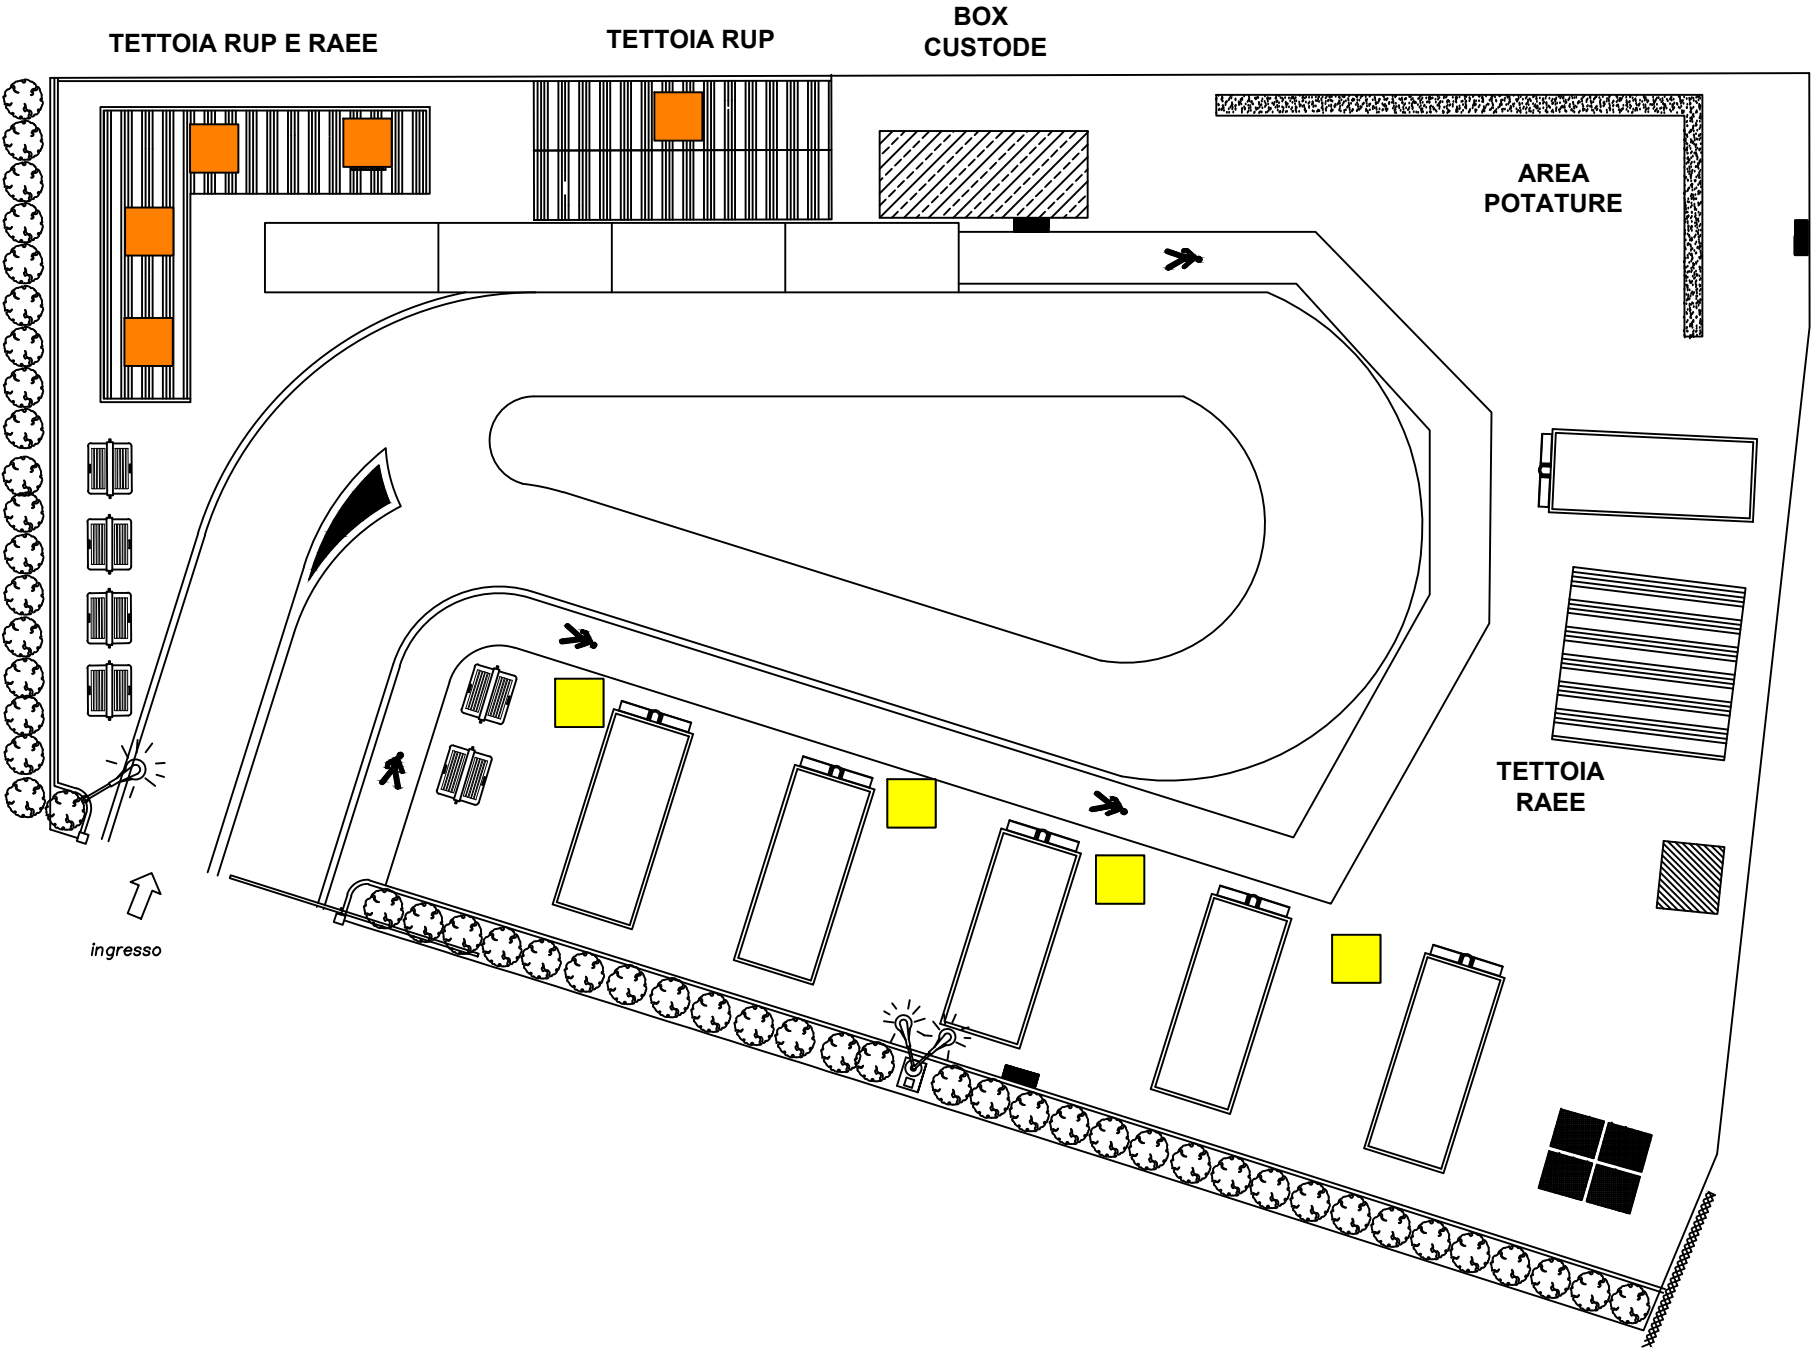 BOX
CUSTODE
TETTOIA RUP E RAEE
TETTOIA RUP
AREA
POTATURE
TETTOIA
RAEE
ingresso